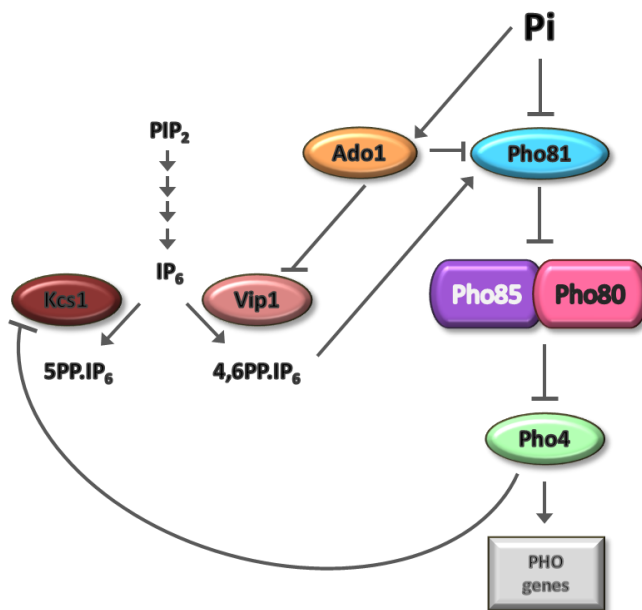 Pi
PIP₂
Ado1
Pho81
IP₆
Kcs1
Vip1
Pho85
Pho80
5PP.IP₆
4,6PP.IP₆
Pho4
PHO
genes